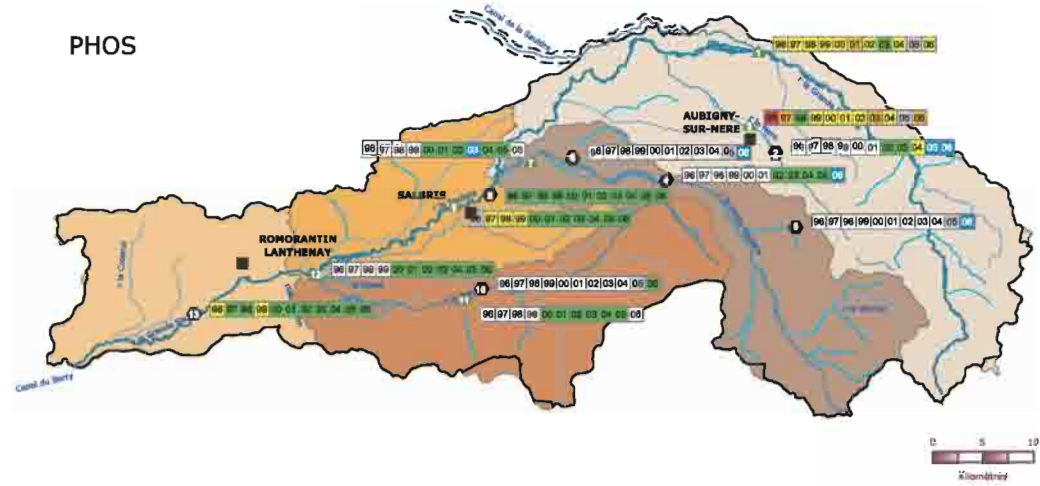 PHOS
Canal de la Sauldre
96 97 98 99 00 01 02 03 04 05 06
AUBIGNY-
SUR-NERE
97 98 99 00 01 02 03 04 05 06
96 97 98 99 00 01 02 03 04 05 06
96 97 98 99 00 01 02 03 04 05 06
96 97 98 99 00 01 02 03 04 05 06
96 97 98 99 00 01 02 03 04 05 06
SALBRIS
96 97 98 99 00 01 02 03 04 05 06
96 97 98 99 00 01 02 03 04 05 06
96 97 98 99 00 01 02 03 04 05 06
ROMORANTIN
LANTHENAY
12
96 97 98 99 00 01 02 03 04 05 06
10
96 97 98 99 00 01 02 03 04 05 06
11
96 97 98 99 00 01 02 03 04 05 06
96 97 98 99 00 01 02 03 04 05 06
Canal du Berry
0 5 10
Kilomètres